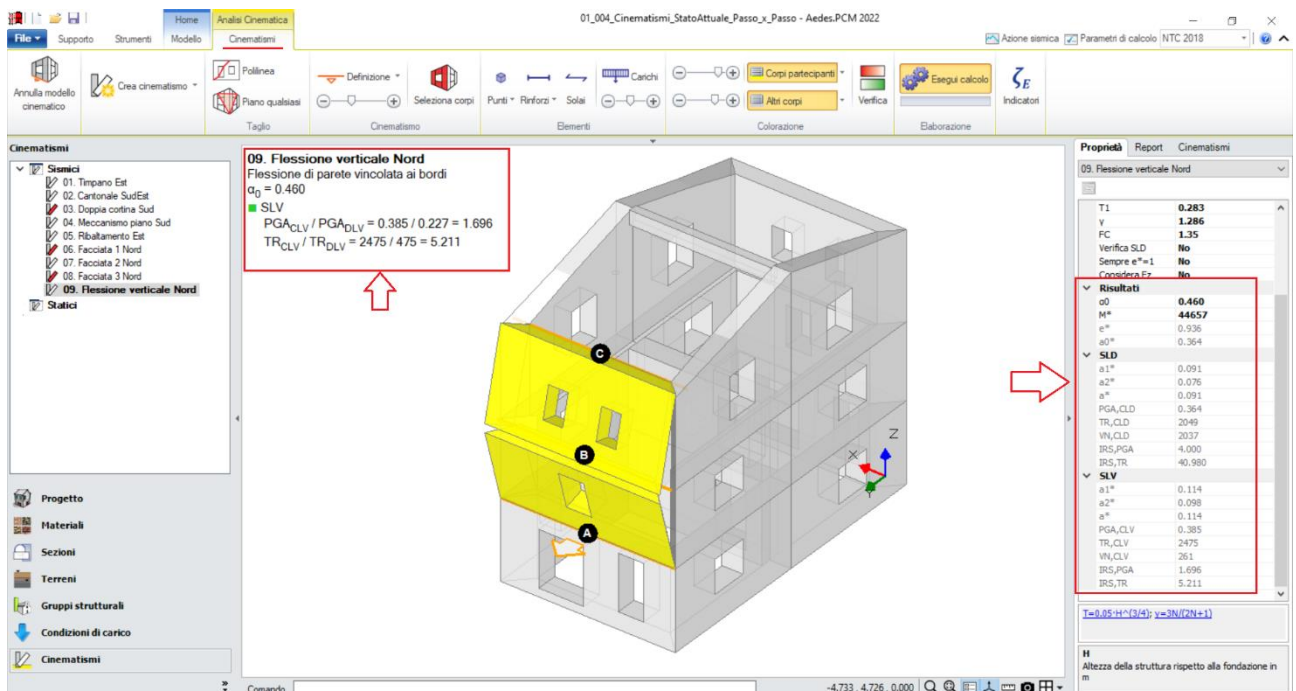 01_004_Cinematismi_StatoAttuale_Passo_x_Passo - Aedes.PCM 2022
Home
Analisi Cinematica
File
Supporto
Strumenti
Modello
Cinematismi
Azione sismica
Parametri di calcolo
NTC 2018
Annulla modello
cinematico
Crea cinematismo
Polilinea
Piano qualsiasi
Taglio
Definizione
Seleziona corpi
Cinematismo
Punti
Rinforzi
Solai
Carichi
Elementi
Corpi partecipanti
Altri corpi
Colorazione
Verifica
Esegui calcolo
Elaborazione
ζE
Indicatori
Cinematismi
Sismici
01. Timpano Est
02. Cantonale SudEst
03. Doppia cortina Sud
04. Meccanismo piano Sud
05. Ribaltamento Est
06. Facciata 1 Nord
07. Facciata 2 Nord
08. Facciata 3 Nord
09. Flessione verticale Nord
Statici
Progetto
Materiali
Sezioni
Terreni
Gruppi strutturali
Condizioni di carico
Cinematismi
09. Flessione verticale Nord
Flessione di parete vincolata ai bordi
α0 = 0.460
SLV
PGACLV / PGADLV = 0.385 / 0.227 = 1.696
TRCLV / TRDLV = 2475 / 475 = 5.211
C
B
A
Z
X
Y
Comando
-4.733 , 4.726 , 0.000
Proprietà
Report
Cinematismi
09. Flessione verticale Nord
T1 0.283
γ 1.286
FC 1.35
Verifica SLD No
Sempre e*=1 No
Considera Ez No
Risultati
α0 0.460
M* 44657
e* 0.936
a0* 0.364
SLD
a1* 0.091
a2* 0.076
a* 0.091
PGA,CLD 0.364
TR,CLD 2049
VN,CLD 2037
IRS,PGA 4.000
IRS,TR 40.980
SLV
a1* 0.114
a2* 0.098
a* 0.114
PGA,CLV 0.385
TR,CLV 2475
VN,CLV 261
IRS,PGA 1.696
IRS,TR 5.211
T=0.05·H^(3/4); γ=3N/(2N+1)
H
Altezza della struttura rispetto alla fondazione in
m